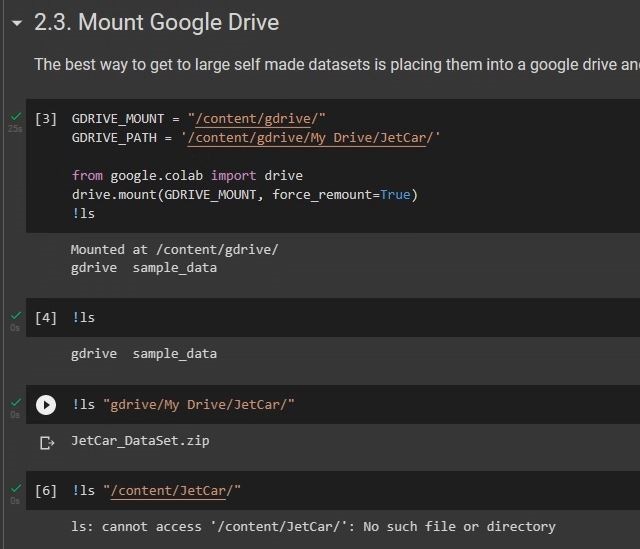 2.3. Mount Google Drive
The best way to get to large self made datasets is placing them into a google drive an
[3] GDRIVE_MOUNT = "/content/gdrive/"
GDRIVE_PATH = '/content/gdrive/My Drive/JetCar/'
from google.colab import drive
drive.mount(GDRIVE_MOUNT, force_remount=True)
!ls
25s
Mounted at /content/gdrive/
gdrive  sample_data
[4] !ls
0s
gdrive  sample_data
!ls "gdrive/My Drive/JetCar/"
0s
JetCar_DataSet.zip
[6] !ls "/content/JetCar/"
0s
ls: cannot access '/content/JetCar/': No such file or directory